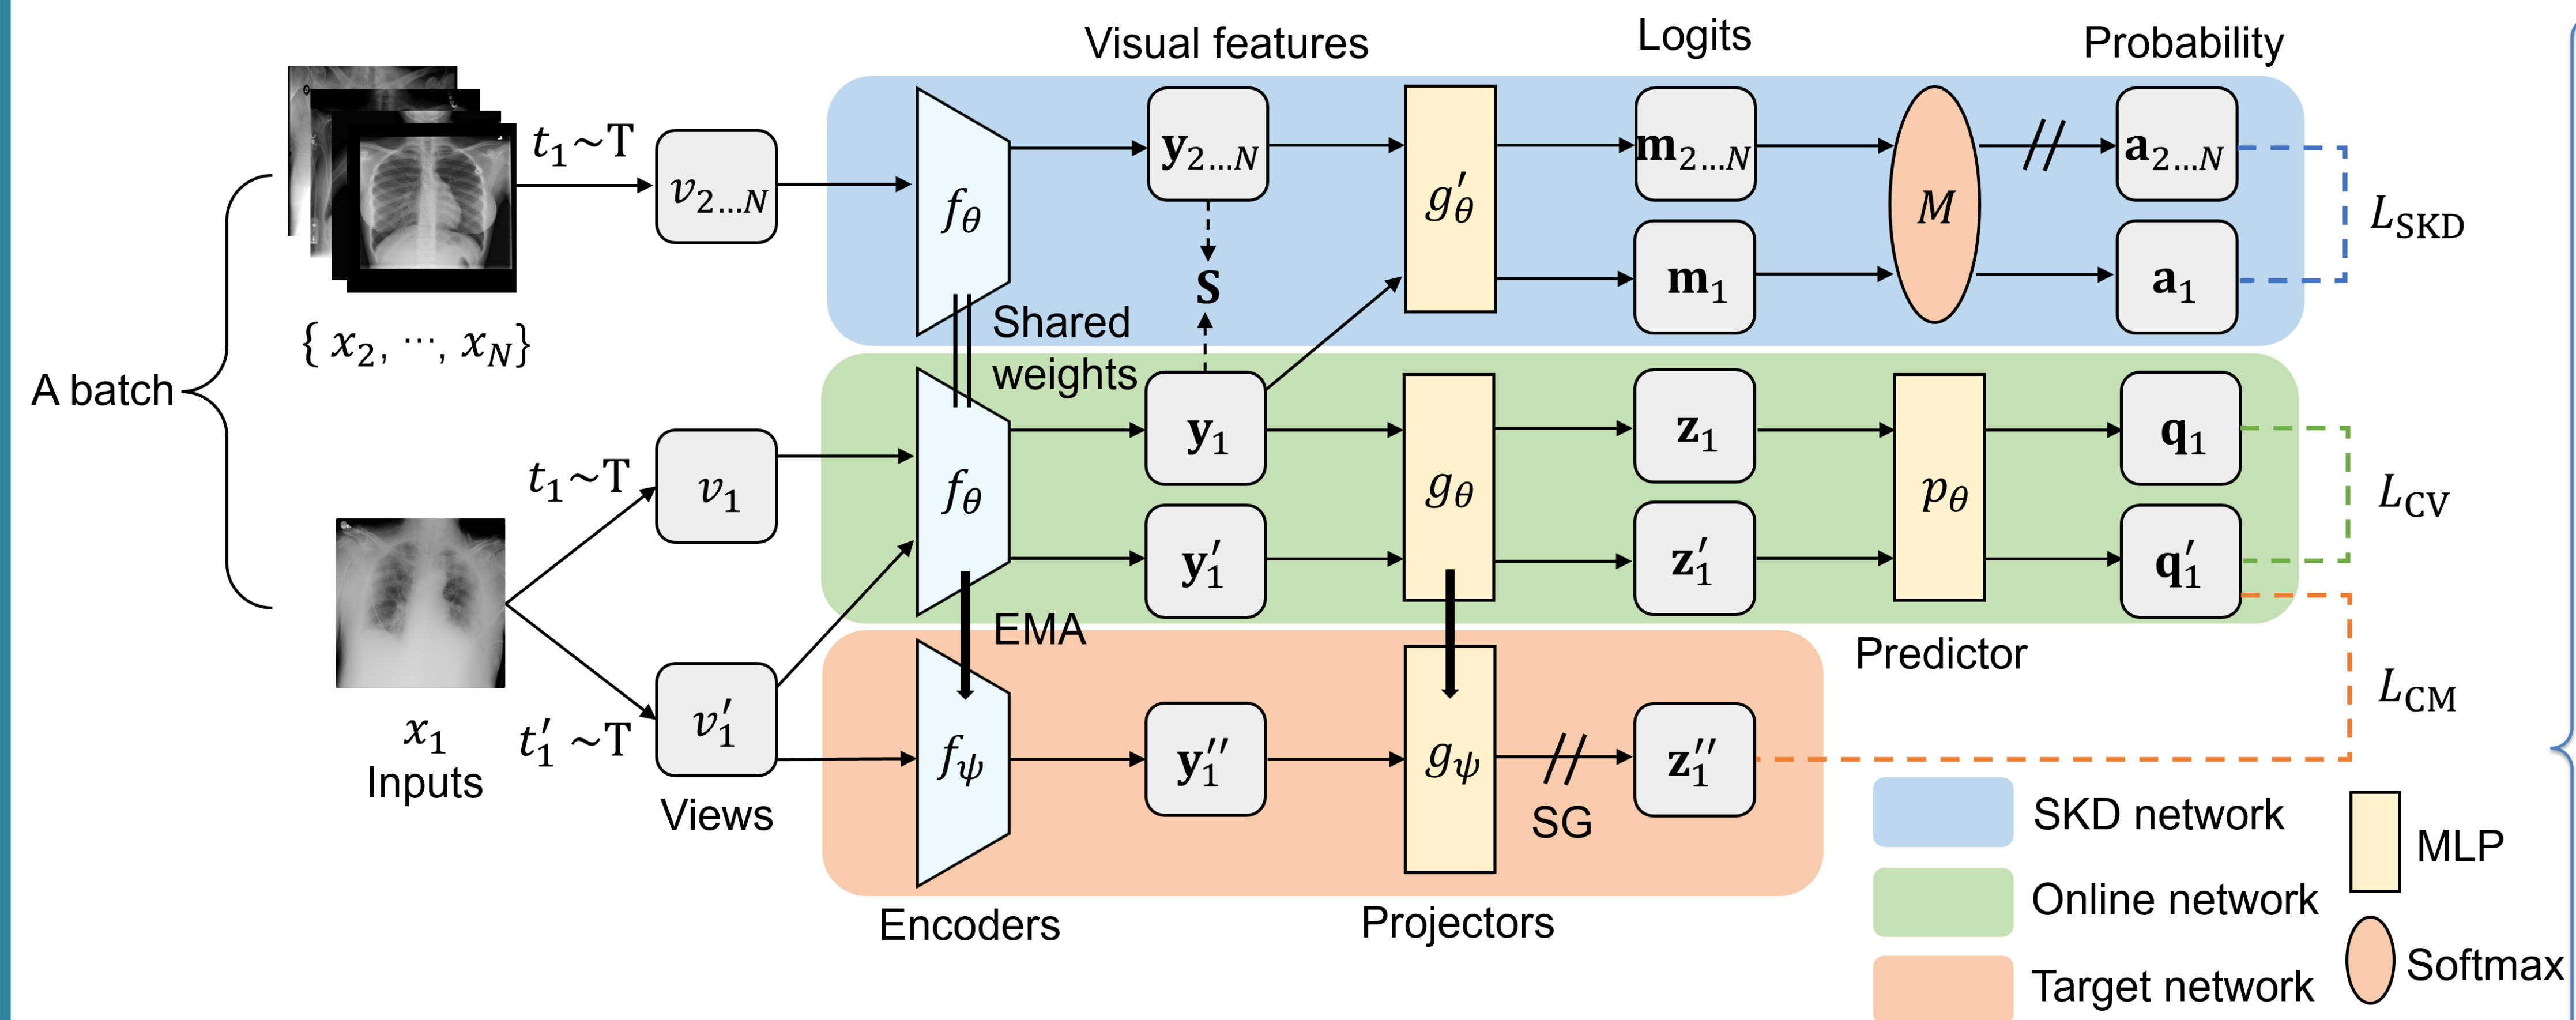 Visual features
Logits
Probability
t₁~T
v₂…N
f_θ
y₂…N
g′_θ
m₂…N
M
a₂…N
L_SKD
S
m₁
a₁
{ x₂, ⋯, x_N}
Shared
weights
A batch
t₁~T
v₁
f_θ
y₁
g_θ
z₁
p_θ
q₁
L_CV
y′₁
z′₁
q′₁
EMA
Predictor
L_CM
x₁
Inputs
t′₁ ~T
v′₁
Views
f_ψ
y″₁
g_ψ
SG
z″₁
Encoders
Projectors
SKD network
MLP
Online network
Softmax
Target network